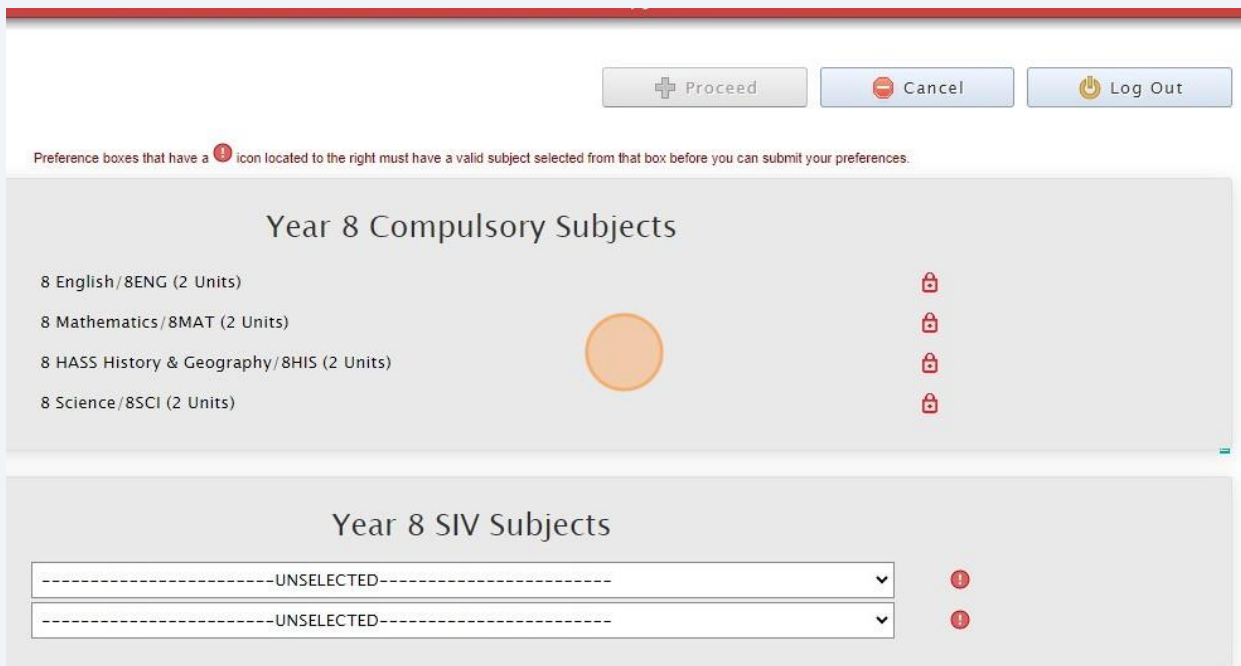 Proceed
Cancel
Log Out
Preference boxes that have a icon located to the right must have a valid subject selected from that box before you can submit your preferences.
Year 8 Compulsory Subjects
8 English/8ENG (2 Units)
8 Mathematics/8MAT (2 Units)
8 HASS History & Geography/8HIS (2 Units)
8 Science/8SCI (2 Units)
Year 8 SIV Subjects
------------------------UNSELECTED------------------------
------------------------UNSELECTED------------------------